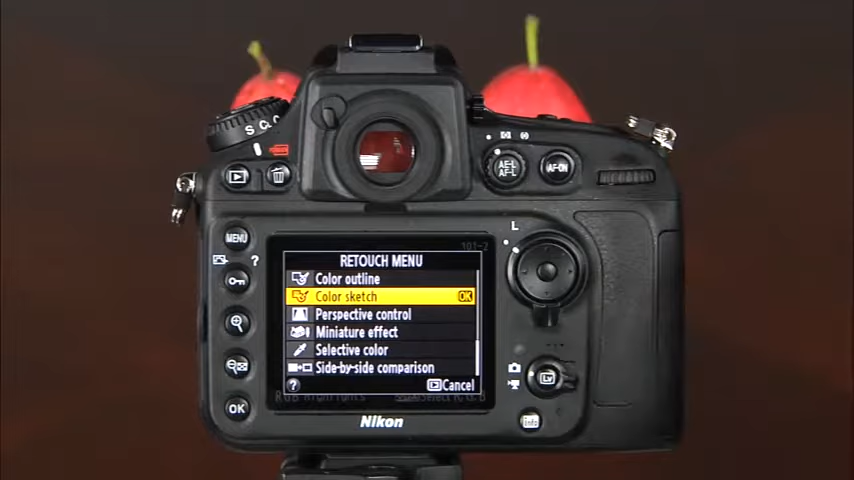 S CL C
AE-L
AF-L
AF-ON
L
MENU
?
101-2
RETOUCH MENU
Color outline
Color sketch OK
Perspective control
Miniature effect
Selective color
Side-by-side comparison
? Cancel
Lv
OK
Nikon
info